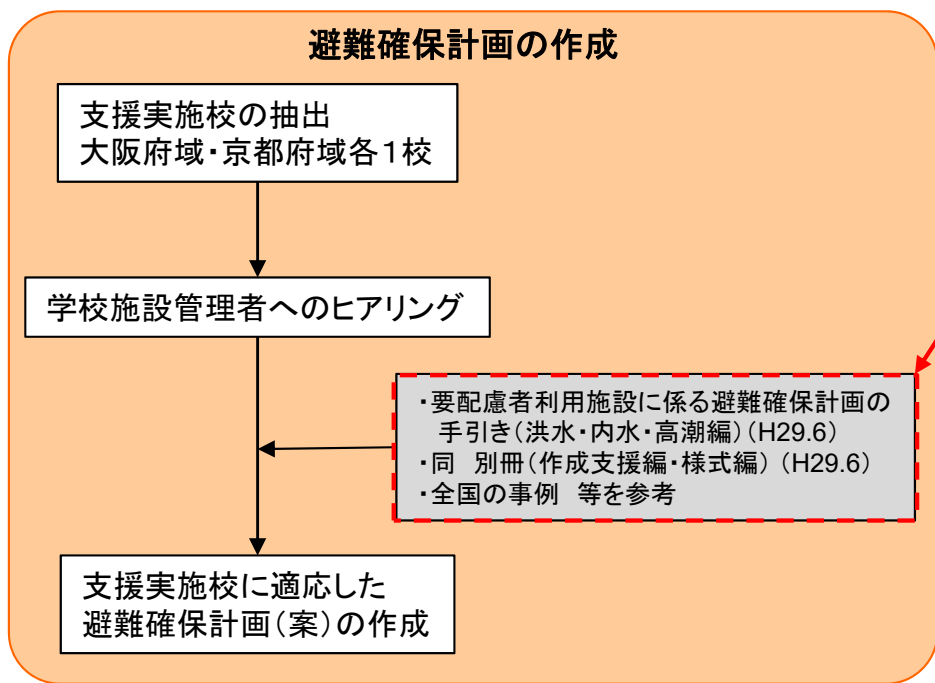 避難確保計画の作成
支援実施校の抽出
大阪府域・京都府域各１校
学校施設管理者へのヒアリング
・要配慮者利用施設に係る避難確保計画の
手引き（洪水・内水・高潮編）（H29.6）
・同　別冊（作成支援編・様式編）（H29.6）
・全国の事例　等を参考
支援実施校に適応した
避難確保計画（案）の作成